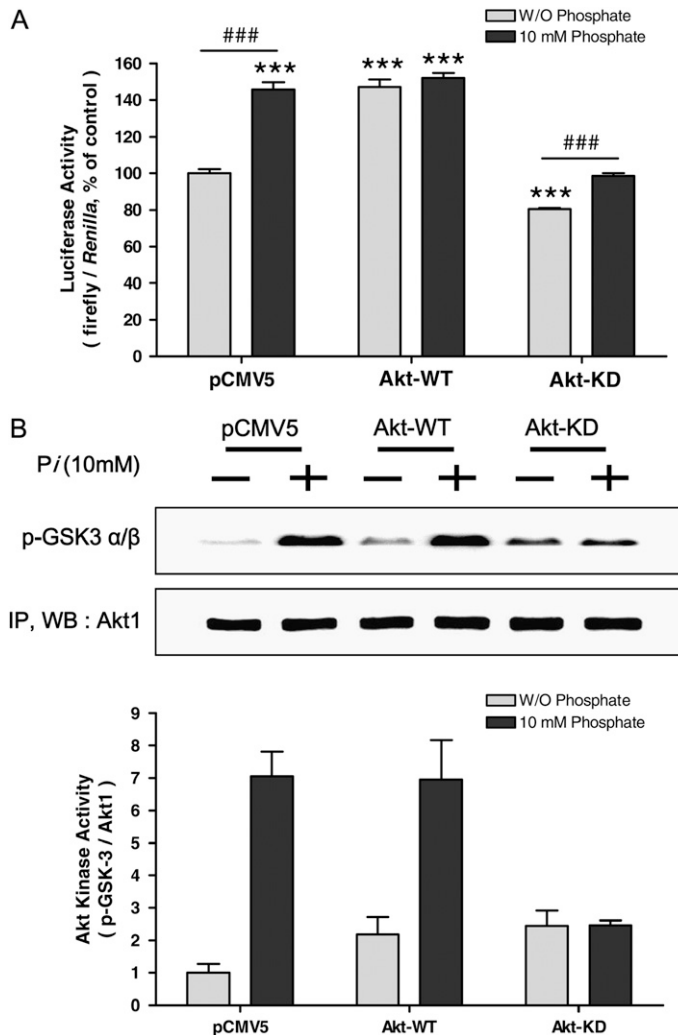 A
W/O Phosphate
10 mM Phosphate
###
***
***
***
###
***
Luciferase Activity
( firefly / Renilla, % of control)
160
140
120
100
80
60
40
20
0
pCMV5 Akt-WT Akt-KD
B
pCMV5 Akt-WT Akt-KD
Pi (10mM) — + — + — +
p-GSK3 α/β
IP, WB : Akt1
W/O Phosphate
10 mM Phosphate
Akt Kinase Activity
( p-GSK-3 / Akt1 )
9
8
7
6
5
4
3
2
1
0
pCMV5 Akt-WT Akt-KD